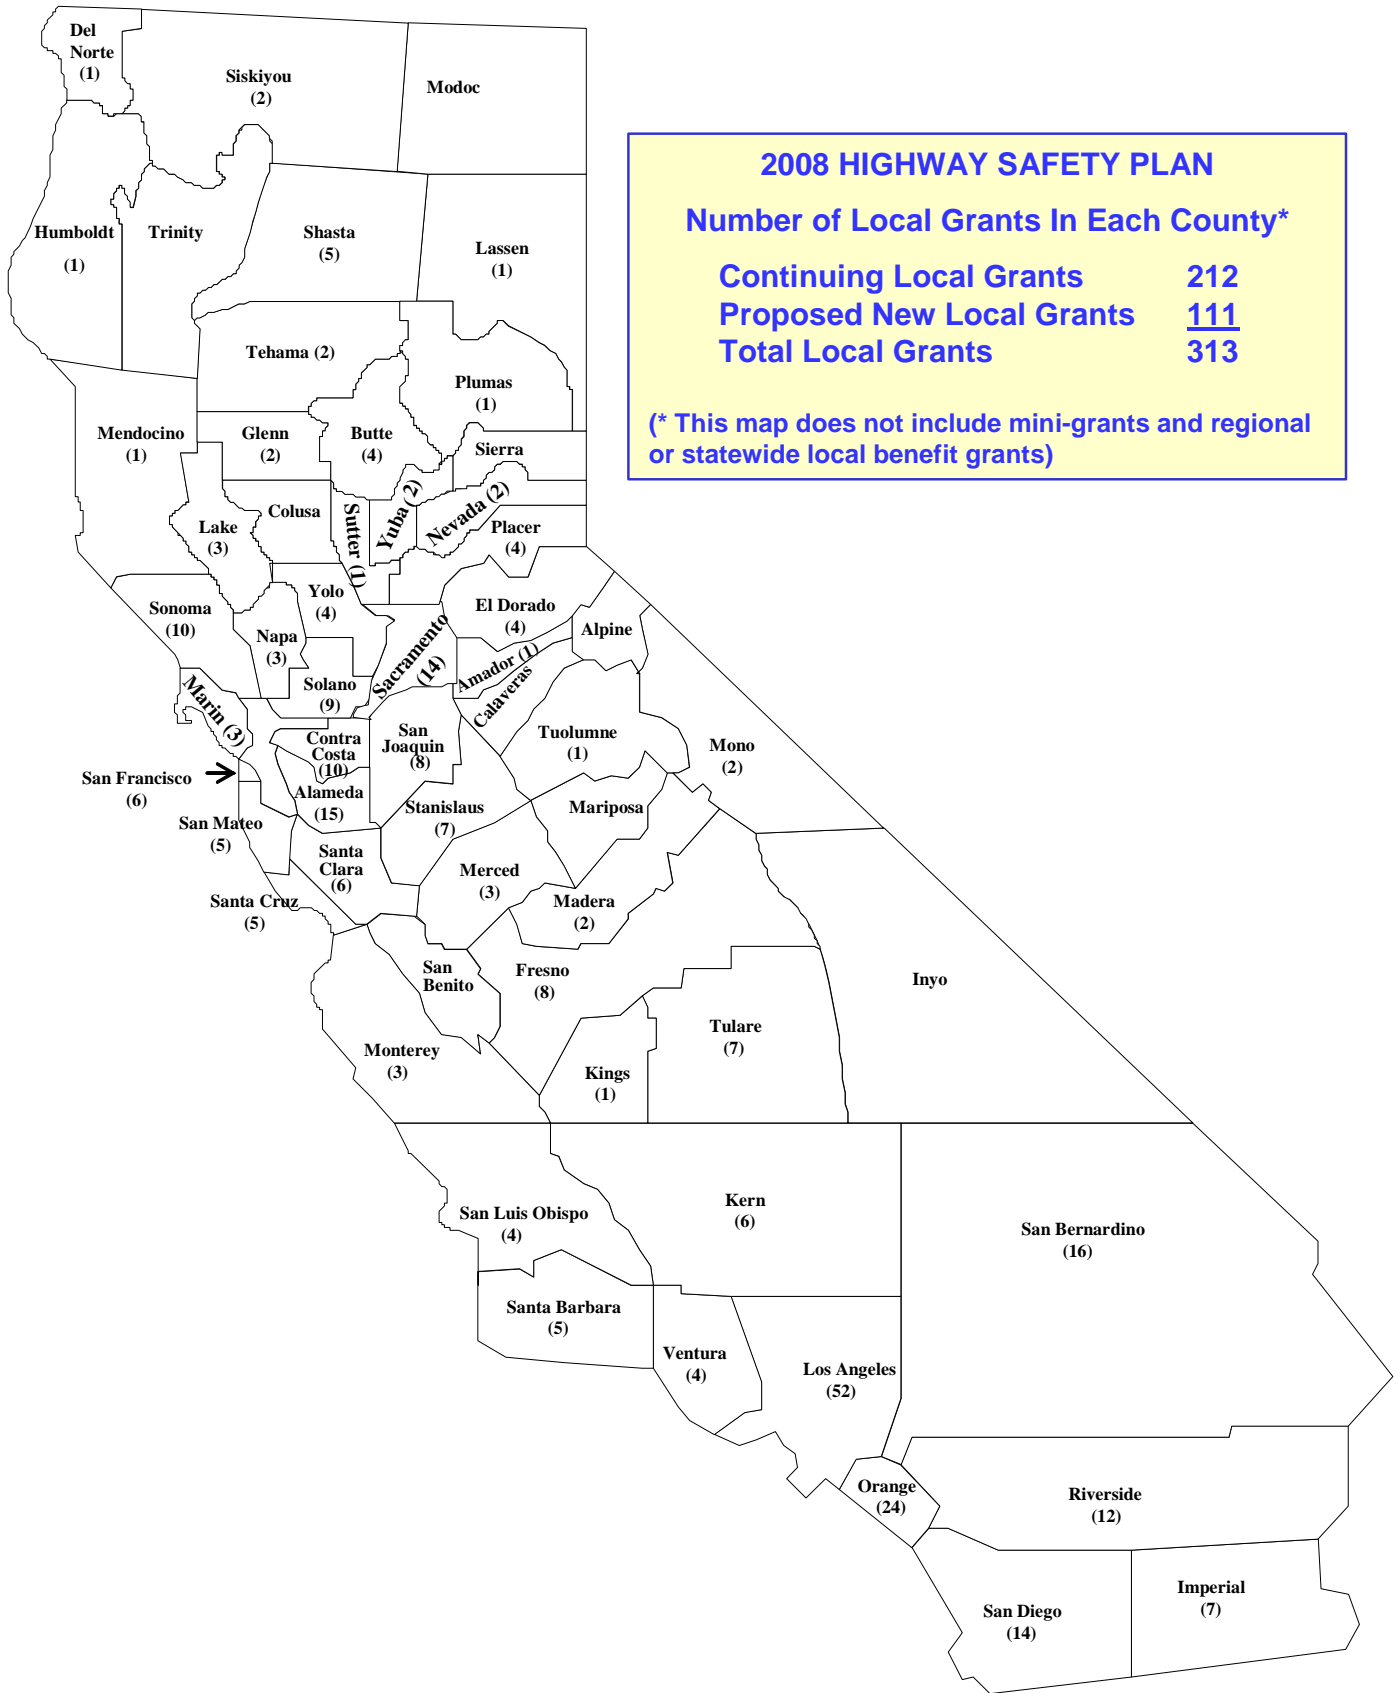 Del
Norte
(1)
Siskiyou
(2)
Modoc
2008 HIGHWAY SAFETY PLAN
Number of Local Grants In Each County*
Continuing Local Grants 212
Proposed New Local Grants 111
Total Local Grants 313
(* This map does not include mini-grants and regional
or statewide local benefit grants)
Humboldt
(1)
Trinity
Shasta
(5)
Lassen
(1)
Tehama (2)
Plumas
(1)
Mendocino
(1)
Glenn
(2)
Butte
(4)
Sierra
Lake
(3)
Colusa
Sutter (1)
Yuba (2)
Nevada (2)
Placer
(4)
Sonoma
(10)
Napa
(3)
Yolo
(4)
Sacramento
(14)
El Dorado
(4)
Alpine
Amador (1)
Calaveras
Marin (3)
Solano
(9)
Contra
Costa
(10)
San
Joaquin
(8)
Tuolumne
(1)
Mono
(2)
San Francisco
(6)
Alameda
(15)
Stanislaus
(7)
Mariposa
San Mateo
(5)
Santa
Clara
(6)
Merced
(3)
Madera
(2)
Santa Cruz
(5)
San
Benito
Fresno
(8)
Inyo
Monterey
(3)
Kings
(1)
Tulare
(7)
San Luis Obispo
(4)
Kern
(6)
San Bernardino
(16)
Santa Barbara
(5)
Ventura
(4)
Los Angeles
(52)
Orange
(24)
Riverside
(12)
San Diego
(14)
Imperial
(7)